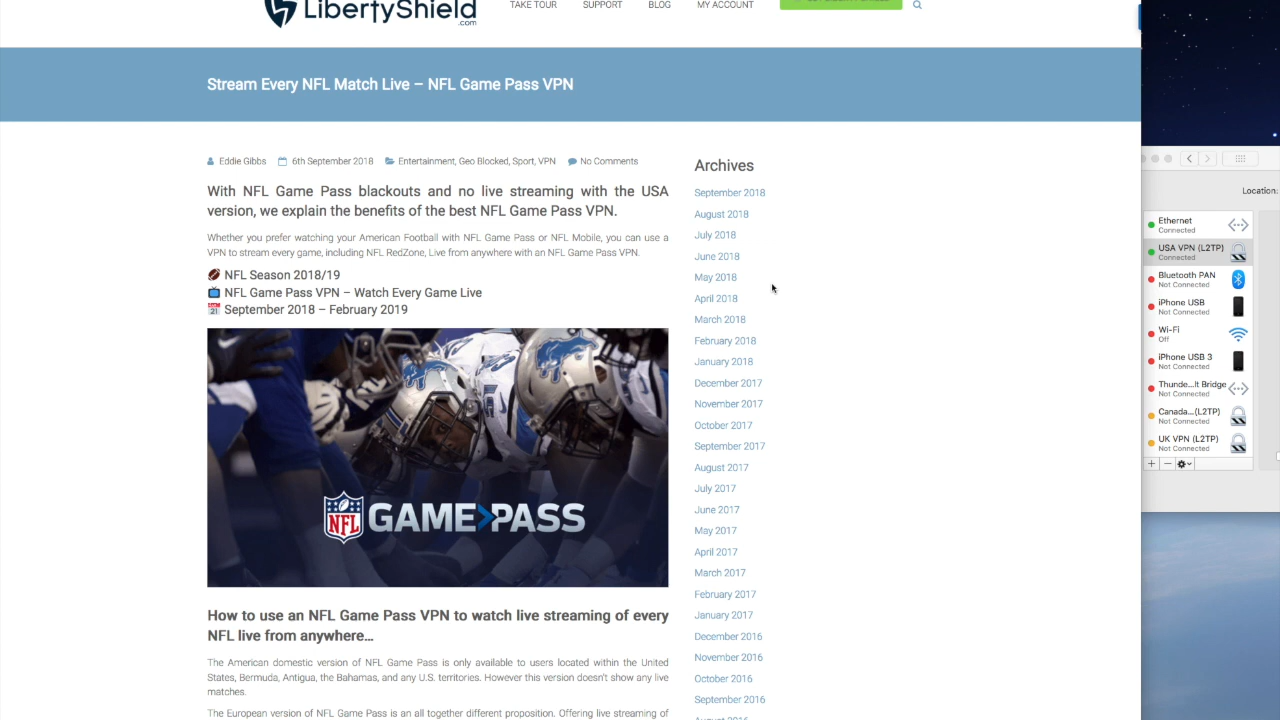 LibertyShield
.com
TAKE TOUR SUPPORT BLOG MY ACCOUNT
Stream Every NFL Match Live – NFL Game Pass VPN
Eddie Gibbs 6th September 2018 Entertainment, Geo Blocked, Sport, VPN No Comments
With NFL Game Pass blackouts and no live streaming with the USA
version, we explain the benefits of the best NFL Game Pass VPN.
Whether you prefer watching your American Football with NFL Game Pass or NFL Mobile, you can use a
VPN to stream every game, including NFL RedZone, Live from anywhere with an NFL Game Pass VPN.
NFL Season 2018/19
NFL Game Pass VPN – Watch Every Game Live
September 2018 – February 2019
NFL GAME PASS
How to use an NFL Game Pass VPN to watch live streaming of every
NFL live from anywhere…
The American domestic version of NFL Game Pass is only available to users located within the United
States, Bermuda, Antigua, the Bahamas, and any U.S. territories. However this version doesn't show any live
matches.
The European version of NFL Game Pass is an all together different proposition. Offering live streaming of
Archives
September 2018
August 2018
July 2018
June 2018
May 2018
April 2018
March 2018
February 2018
January 2018
December 2017
November 2017
October 2017
September 2017
August 2017
July 2017
June 2017
May 2017
April 2017
March 2017
February 2017
January 2017
December 2016
November 2016
October 2016
September 2016
August 2016
Location:
Ethernet
Connected
USA VPN (L2TP)
Connected
Bluetooth PAN
Not Connected
iPhone USB
Not Connected
Wi-Fi
Off
iPhone USB 3
Not Connected
Thunde...lt Bridge
Not Connected
Canada...(L2TP)
Not Connected
UK VPN (L2TP)
Not Connected